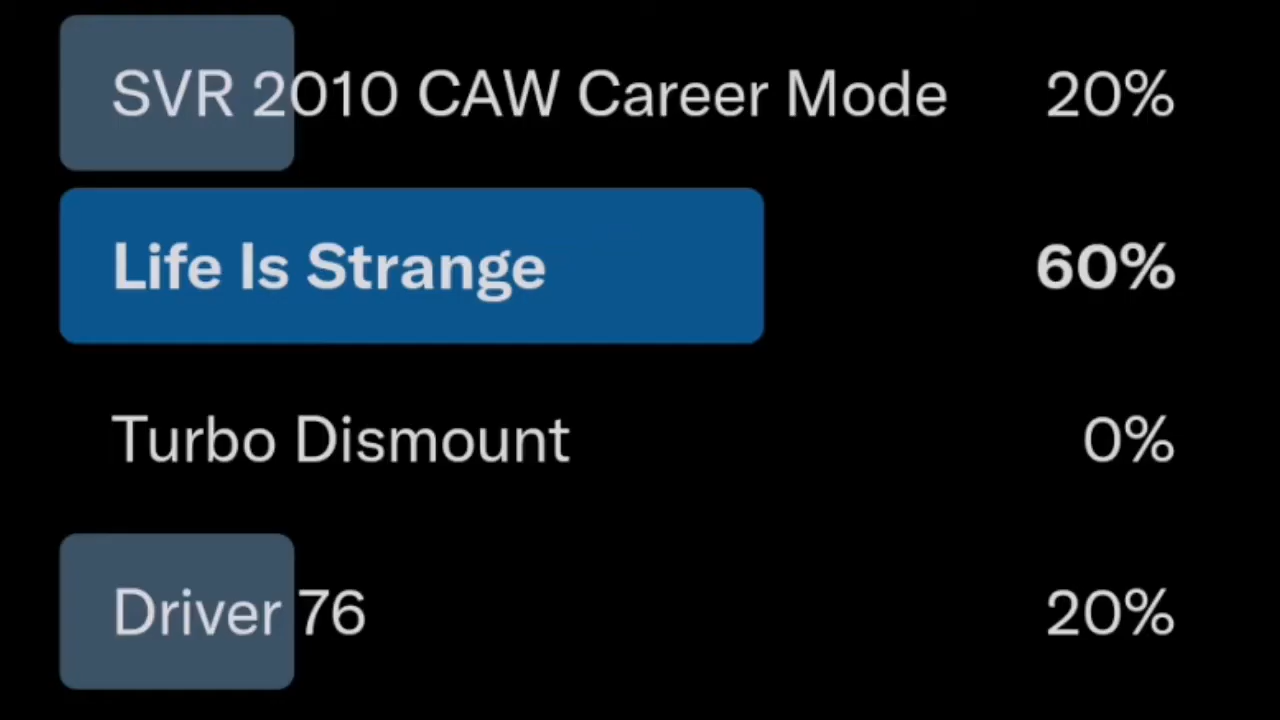 SVR 2010 CAW Career Mode 20%
Life Is Strange 60%
Turbo Dismount 0%
Driver 76 20%